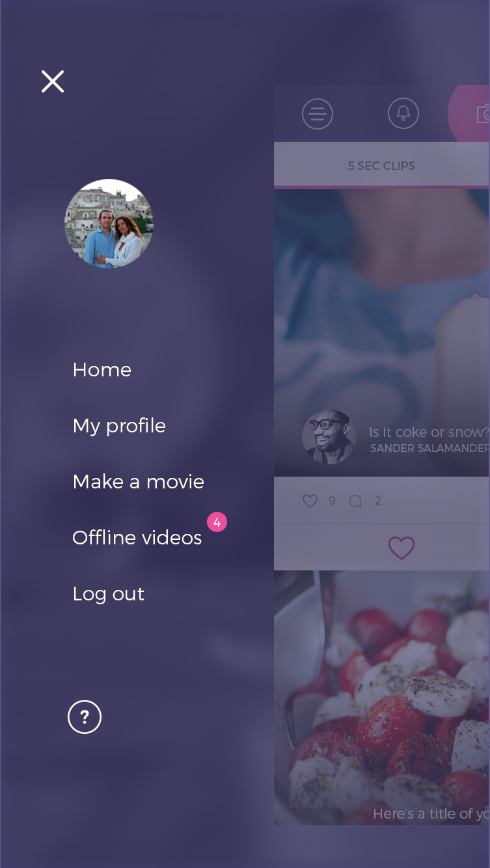 5 SEC CLIPS
Home
My profile
Make a movie
Offline videos
4
Log out
?
Is it coke or snow?
SANDER SALAMANDER
9
2
Here's a title of yo